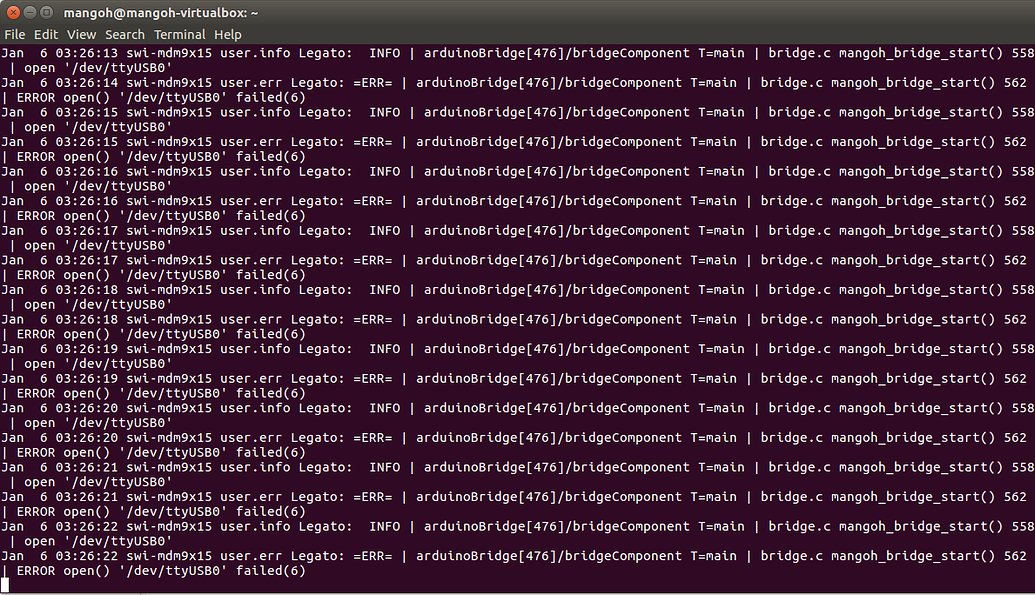 mangoh@mangoh-virtualbox: ~
File Edit View Search Terminal Help
Jan  6 03:26:13 swi-mdm9x15 user.info Legato:  INFO | arduinoBridge[476]/bridgeComponent T=main | bridge.c mangoh_bridge_start() 558
 | open '/dev/ttyUSB0'
Jan  6 03:26:14 swi-mdm9x15 user.err Legato: =ERR= | arduinoBridge[476]/bridgeComponent T=main | bridge.c mangoh_bridge_start() 562
| ERROR open() '/dev/ttyUSB0' failed(6)
Jan  6 03:26:15 swi-mdm9x15 user.info Legato:  INFO | arduinoBridge[476]/bridgeComponent T=main | bridge.c mangoh_bridge_start() 558
 | open '/dev/ttyUSB0'
Jan  6 03:26:15 swi-mdm9x15 user.err Legato: =ERR= | arduinoBridge[476]/bridgeComponent T=main | bridge.c mangoh_bridge_start() 562
| ERROR open() '/dev/ttyUSB0' failed(6)
Jan  6 03:26:16 swi-mdm9x15 user.info Legato:  INFO | arduinoBridge[476]/bridgeComponent T=main | bridge.c mangoh_bridge_start() 558
 | open '/dev/ttyUSB0'
Jan  6 03:26:16 swi-mdm9x15 user.err Legato: =ERR= | arduinoBridge[476]/bridgeComponent T=main | bridge.c mangoh_bridge_start() 562
| ERROR open() '/dev/ttyUSB0' failed(6)
Jan  6 03:26:17 swi-mdm9x15 user.info Legato:  INFO | arduinoBridge[476]/bridgeComponent T=main | bridge.c mangoh_bridge_start() 558
 | open '/dev/ttyUSB0'
Jan  6 03:26:17 swi-mdm9x15 user.err Legato: =ERR= | arduinoBridge[476]/bridgeComponent T=main | bridge.c mangoh_bridge_start() 562
| ERROR open() '/dev/ttyUSB0' failed(6)
Jan  6 03:26:18 swi-mdm9x15 user.info Legato:  INFO | arduinoBridge[476]/bridgeComponent T=main | bridge.c mangoh_bridge_start() 558
 | open '/dev/ttyUSB0'
Jan  6 03:26:18 swi-mdm9x15 user.err Legato: =ERR= | arduinoBridge[476]/bridgeComponent T=main | bridge.c mangoh_bridge_start() 562
| ERROR open() '/dev/ttyUSB0' failed(6)
Jan  6 03:26:19 swi-mdm9x15 user.info Legato:  INFO | arduinoBridge[476]/bridgeComponent T=main | bridge.c mangoh_bridge_start() 558
 | open '/dev/ttyUSB0'
Jan  6 03:26:19 swi-mdm9x15 user.err Legato: =ERR= | arduinoBridge[476]/bridgeComponent T=main | bridge.c mangoh_bridge_start() 562
| ERROR open() '/dev/ttyUSB0' failed(6)
Jan  6 03:26:20 swi-mdm9x15 user.info Legato:  INFO | arduinoBridge[476]/bridgeComponent T=main | bridge.c mangoh_bridge_start() 558
 | open '/dev/ttyUSB0'
Jan  6 03:26:20 swi-mdm9x15 user.err Legato: =ERR= | arduinoBridge[476]/bridgeComponent T=main | bridge.c mangoh_bridge_start() 562
| ERROR open() '/dev/ttyUSB0' failed(6)
Jan  6 03:26:21 swi-mdm9x15 user.info Legato:  INFO | arduinoBridge[476]/bridgeComponent T=main | bridge.c mangoh_bridge_start() 558
 | open '/dev/ttyUSB0'
Jan  6 03:26:21 swi-mdm9x15 user.err Legato: =ERR= | arduinoBridge[476]/bridgeComponent T=main | bridge.c mangoh_bridge_start() 562
| ERROR open() '/dev/ttyUSB0' failed(6)
Jan  6 03:26:22 swi-mdm9x15 user.info Legato:  INFO | arduinoBridge[476]/bridgeComponent T=main | bridge.c mangoh_bridge_start() 558
 | open '/dev/ttyUSB0'
Jan  6 03:26:22 swi-mdm9x15 user.err Legato: =ERR= | arduinoBridge[476]/bridgeComponent T=main | bridge.c mangoh_bridge_start() 562
| ERROR open() '/dev/ttyUSB0' failed(6)